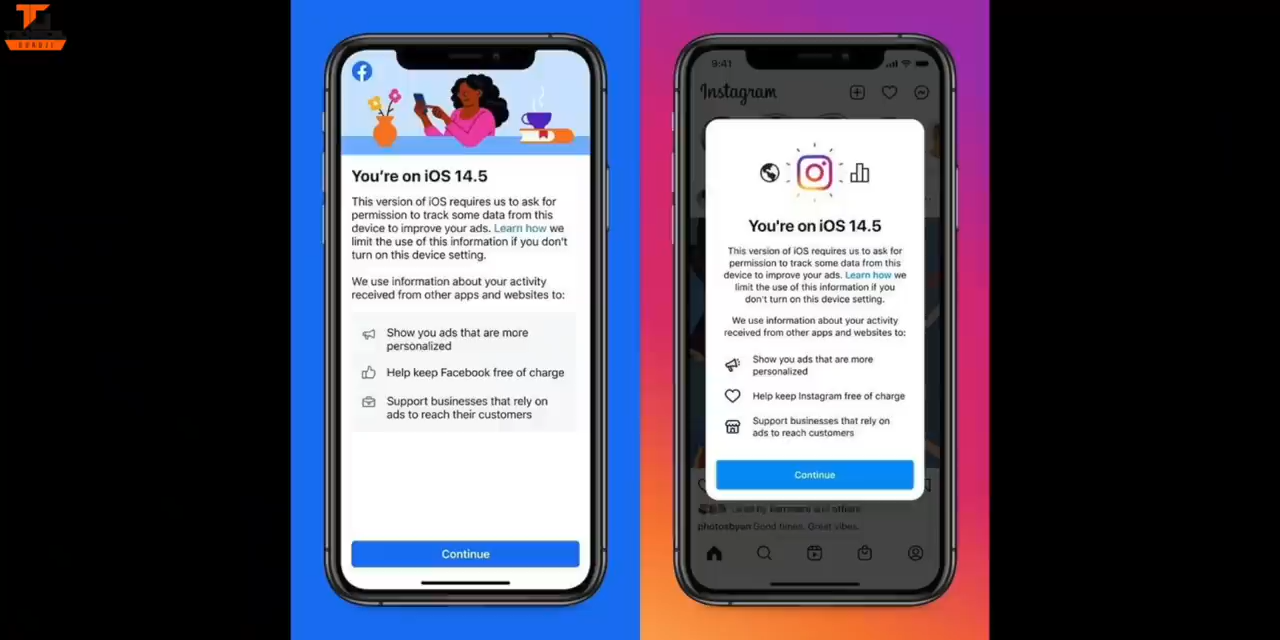 You're on iOS 14.5
This version of iOS requires us to ask for
permission to track some data from this
device to improve your ads. Learn how we
limit the use of this information if you don't
turn on this device setting.
We use information about your activity
received from other apps and websites to:
Show you ads that are more
personalized
Help keep Facebook free of charge
Support businesses that rely on
ads to reach their customers
Continue
9:41
Instagram
You're on iOS 14.5
This version of iOS requires us to ask for
permission to track some data from this
device to improve your ads. Learn how we
limit the use of this information if you
don't turn on this device setting.
We use information about your activity
received from other apps and websites to:
Show you ads that are more
personalized
Help keep Instagram free of charge
Support businesses that rely on
ads to reach customers
Continue
and others
Good times. Great vibes.